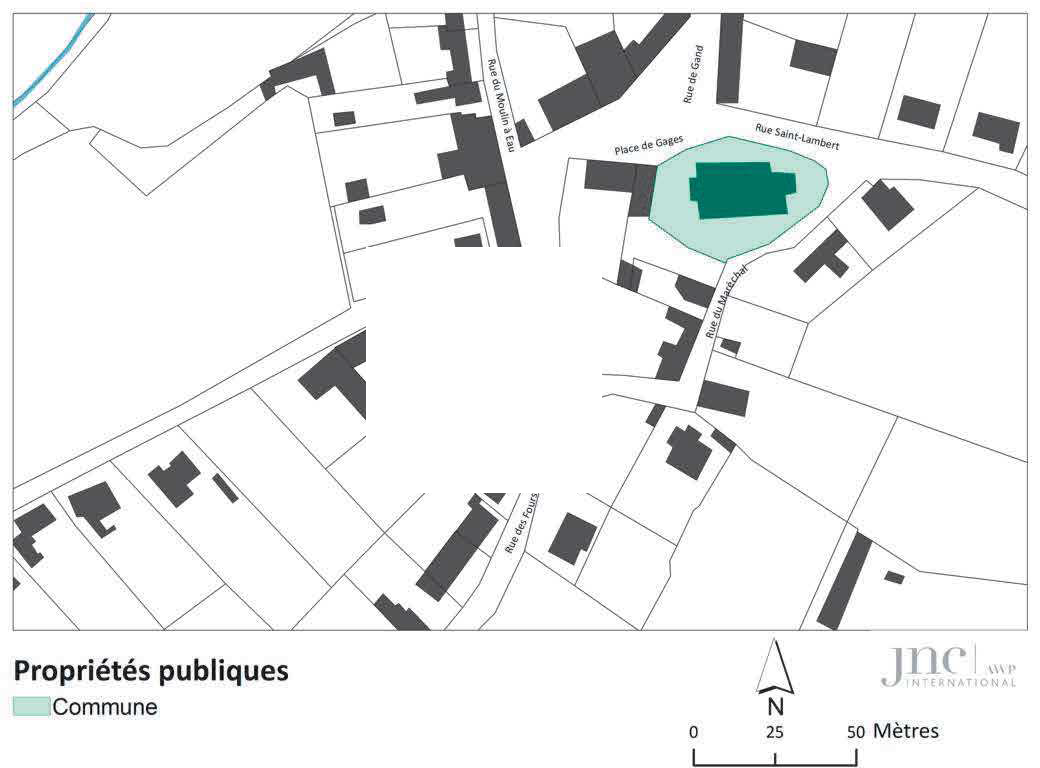 Rue du Moulin à Eau
Rue de Gand
Place de Gages
Rue Saint-Lambert
Rue du Maréchal
Rue des Fours
Propriétés publiques
Commune
N
0 25 50 Mètres
jnc AWP
INTERNATIONAL